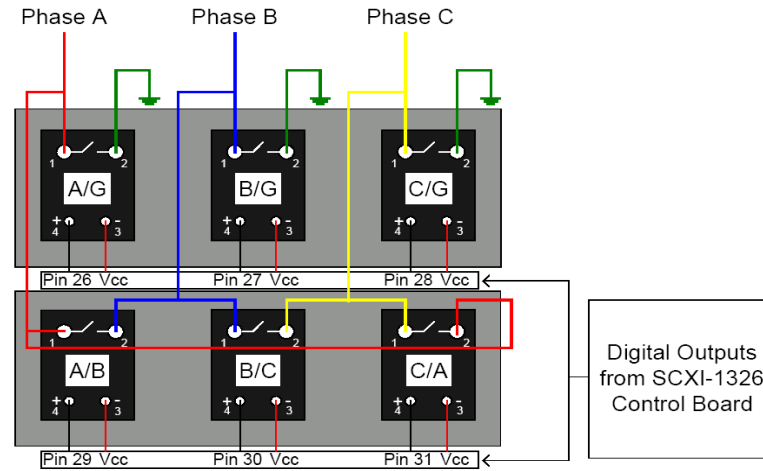 Phase A Phase B Phase C
1 2 1 2 1 2
A/G B/G C/G
+ - + - + -
4 3 4 3 4 3
Pin 26 Vcc Pin 27 Vcc Pin 28 Vcc
1 2 1 2 1 2
A/B B/C C/A
+ - + - + -
4 3 4 3 4 3
Pin 29 Vcc Pin 30 Vcc Pin 31 Vcc
Digital Outputs
from SCXI-1326
Control Board